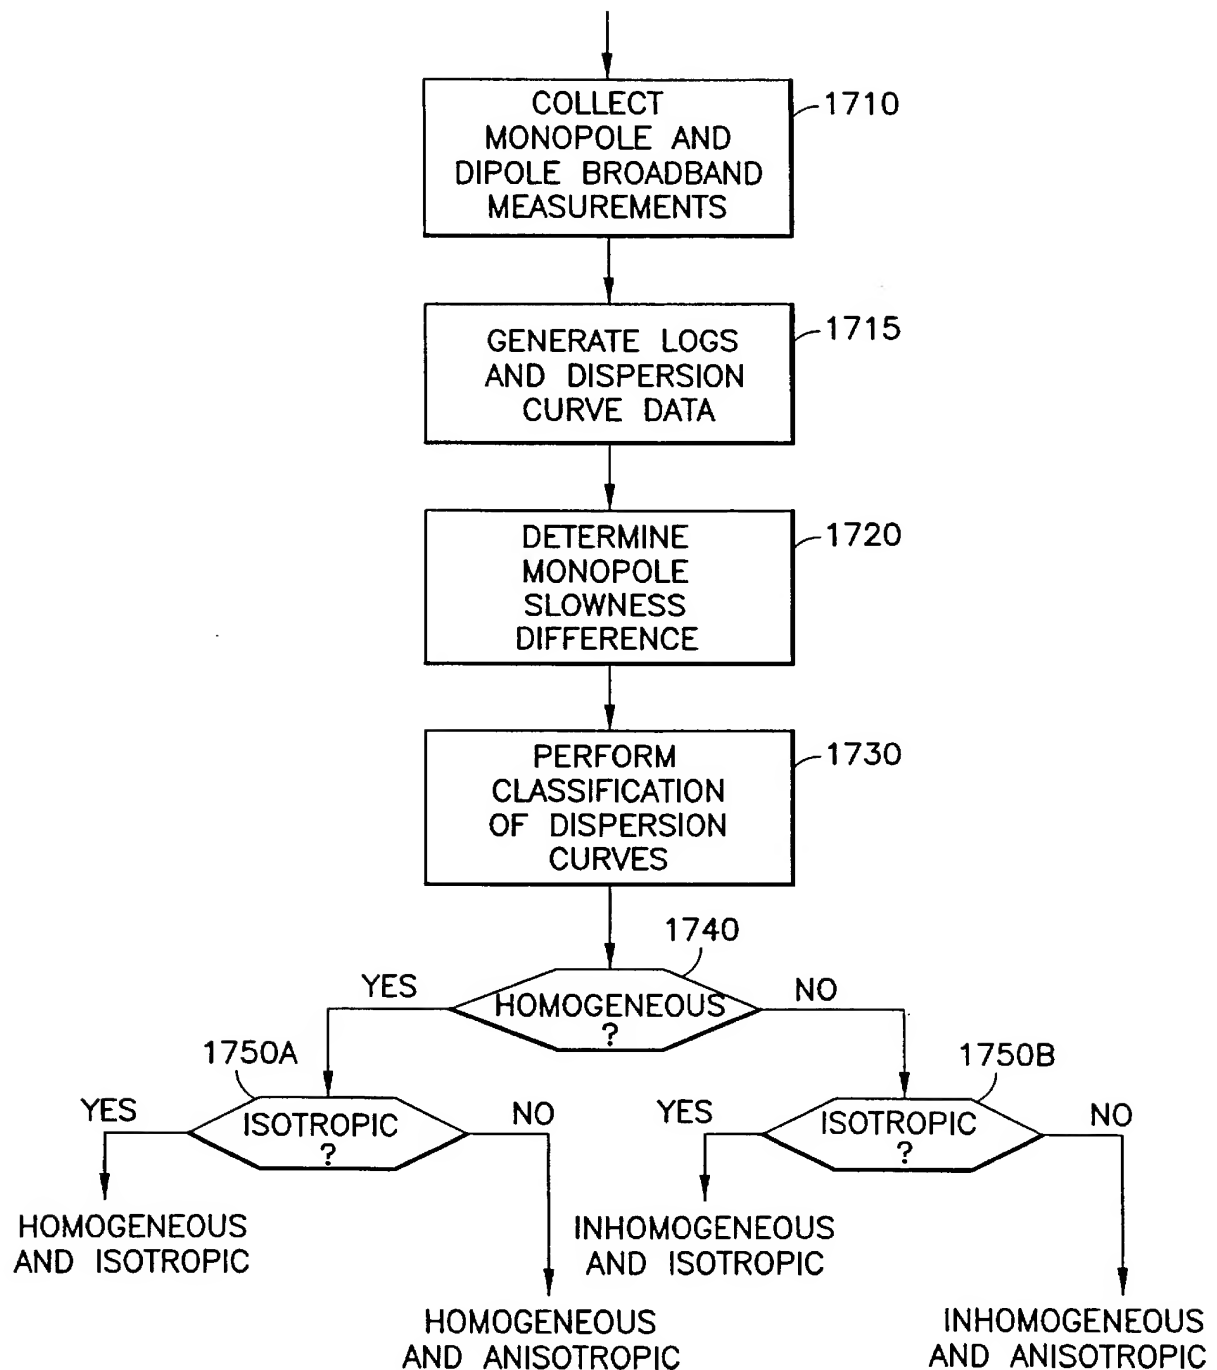 COLLECT
MONOPOLE AND
DIPOLE BROADBAND
MEASUREMENTS
1710
GENERATE LOGS
AND DISPERSION
CURVE DATA
1715
DETERMINE
MONOPOLE
SLOWNESS
DIFFERENCE
1720
PERFORM
CLASSIFICATION
OF DISPERSION
CURVES
1730
1740
YES
HOMOGENEOUS
?
NO
1750A
YES
ISOTROPIC
?
NO
1750B
YES
ISOTROPIC
?
NO
HOMOGENEOUS
AND ISOTROPIC
HOMOGENEOUS
AND ANISOTROPIC
INHOMOGENEOUS
AND ISOTROPIC
INHOMOGENEOUS
AND ANISOTROPIC